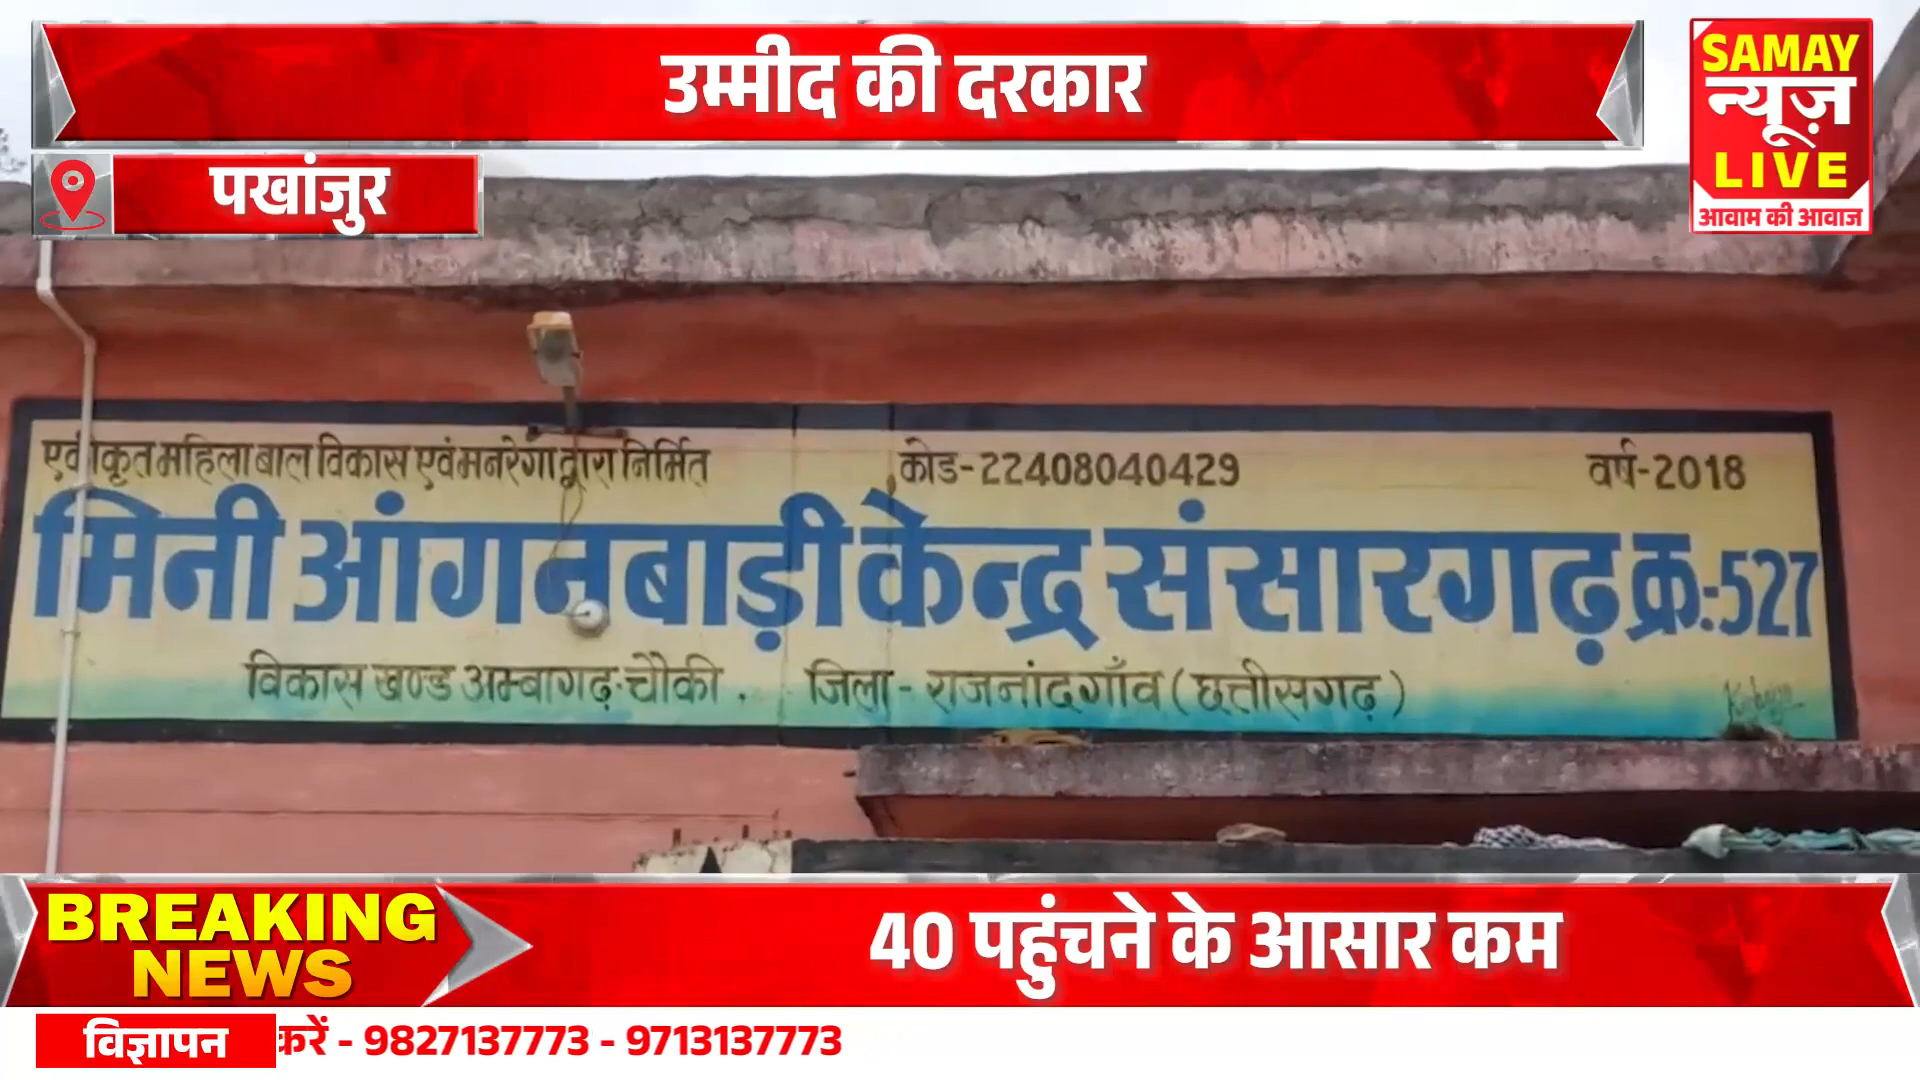 उम्मीद की दरकार
SAMAY
न्यूज़
LIVE
आवाम की आवाज
पखांजुर
एकीकृत महिला बाल विकास एवं मनरेगा द्वारा निर्मित
कोड-22408040429
वर्ष-2018
मिनी आंगनबाड़ी केन्द्र संसारगढ़ क्र.-527
विकास खण्ड अम्बागढ़-चौकी . जिला - राजनांदगाँव ( छत्तीसगढ़ )
BREAKING
NEWS
40 पहुंचने के आसार कम
विज्ञापन
करें - 9827137773 - 9713137773